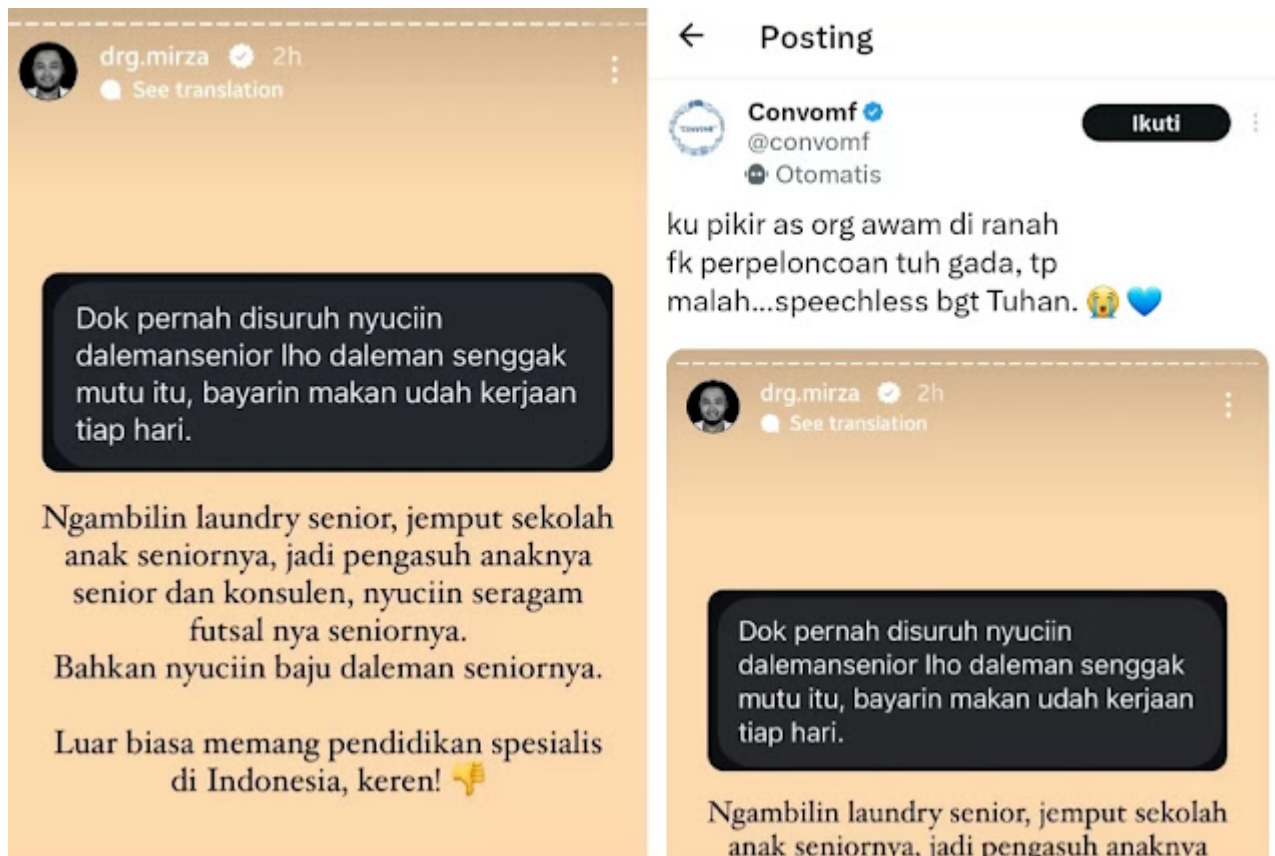 drg.mirza 2h
See translation
Dok pernah disuruh nyuciin
dalemansenior lho daleman senggak
mutu itu, bayarin makan udah kerjaan
tiap hari.
Ngambilin laundry senior, jemput sekolah
anak seniornya, jadi pengasuh anaknya
senior dan konsulen, nyuciin seragam
futsal nya seniornya.
Bahkan nyuciin baju daleman seniornya.
Luar biasa memang pendidikan spesialis
di Indonesia, keren! 👎
Posting
Convomf
@convomf
Otomatis
Ikuti
ku pikir as org awam di ranah
fk perpeloncoan tuh gada, tp
malah...speechless bgt Tuhan. 😭 💙
drg.mirza 2h
See translation
Dok pernah disuruh nyuciin
dalemansenior lho daleman senggak
mutu itu, bayarin makan udah kerjaan
tiap hari.
Ngambilin laundry senior, jemput sekolah
anak seniornya, jadi pengasuh anaknya